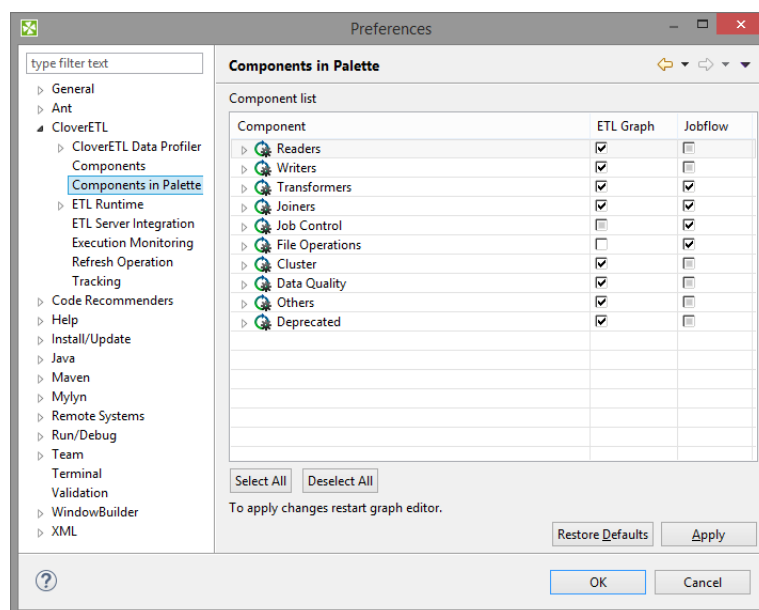 Preferences
type filter text
General
Ant
CloverETL
CloverETL Data Profiler
Components
Components in Palette
ETL Runtime
ETL Server Integration
Execution Monitoring
Refresh Operation
Tracking
Code Recommenders
Help
Install/Update
Java
Maven
Mylyn
Remote Systems
Run/Debug
Team
Terminal
Validation
WindowBuilder
XML
Components in Palette
Component list
Component ETL Graph Jobflow
Readers
Writers
Transformers
Joiners
Job Control
File Operations
Cluster
Data Quality
Others
Deprecated
Select All Deselect All
To apply changes restart graph editor.
Restore Defaults Apply
OK Cancel